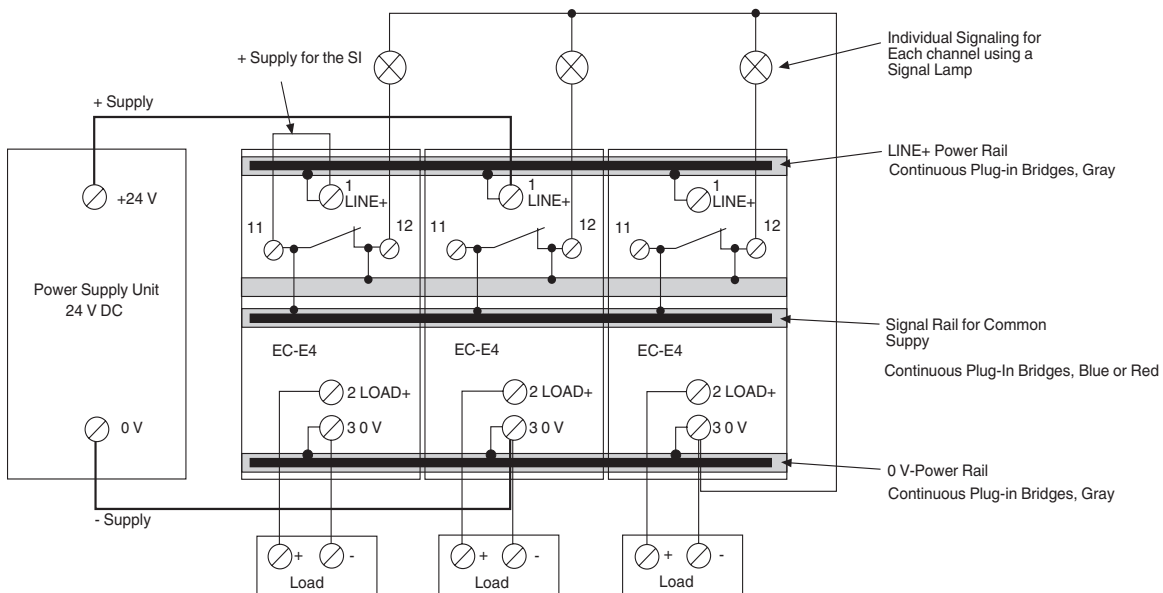 Individual Signaling for
Each channel using a
Signal Lamp
+ Supply for the SI
+ Supply
LINE+ Power Rail
Continuous Plug-in Bridges, Gray
+24 V
1
LINE+
1
LINE+
1
LINE+
11
12
11
12
11
12
Power Supply Unit
24 V DC
Signal Rail for Common
Suppy
Continuous Plug-In Bridges, Blue or Red
EC-E4
EC-E4
EC-E4
2 LOAD+
2 LOAD+
2 LOAD+
0 V
3 0 V
3 0 V
3 0 V
0 V-Power Rail
Continuous Plug-in Bridges, Gray
- Supply
+ -
Load
+ -
Load
+ -
Load